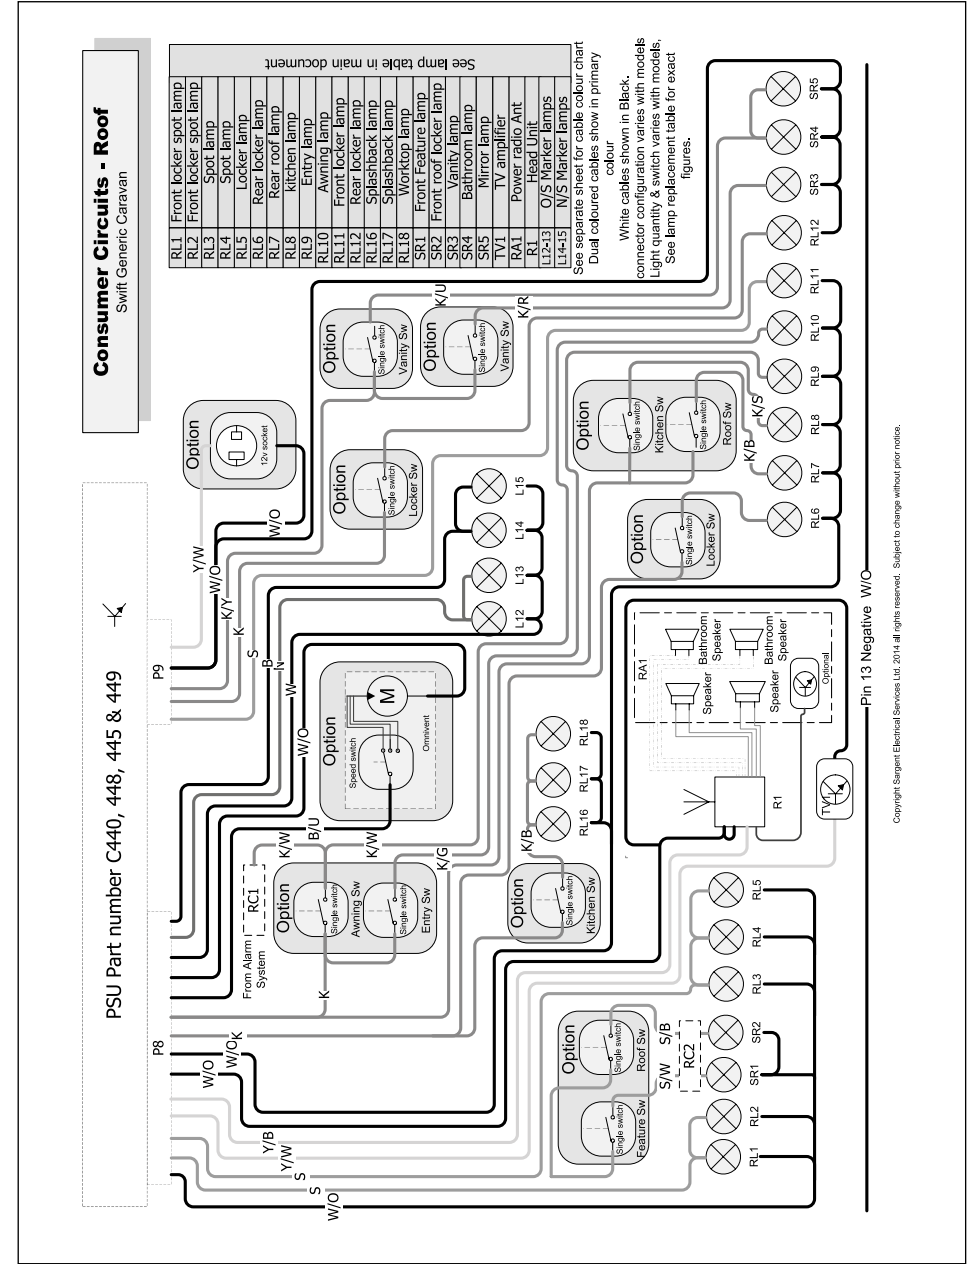 Consumer Circuits - Roof
Swift Generic Caravan
PSU Part number C440, 448, 445 & 449
P9
P8
RL1 Front locker spot lamp
RL2 Front locker spot lamp
RL3 Spot lamp
RL4 Spot lamp
RL5 Locker lamp
RL6 Rear locker lamp
RL7 Rear roof lamp
RL8 kitchen lamp
RL9 Entry lamp
RL10 Awning lamp
RL11 Front locker lamp
RL12 Rear locker lamp
RL16 Splashback lamp
RL17 Splashback lamp
RL18 Worktop lamp
SR1 Front Feature lamp
SR2 Front roof locker lamp
SR3 Vanity lamp
SR4 Bathroom lamp
SR5 Mirror lamp
TV1 TV amplifier
RA1 Power radio Ant
R1 Head Unit
L12-13 O/S Marker lamps
L14-15 N/S Marker lamps
See lamp table in main document
See separate sheet for cable colour chart
Dual coloured cables show in primary
colour
White cables shown in Black.
connector configuration varies with models
Light quantity & switch varies with models,
See lamp replacement table for exact
figures.
Option
12v socket
Y/W
W/O
W/O
K/Y
K
S
B
N
W
W/O
Option
Single switch
Vanity Sw
Option
Single switch
Vanity Sw
K/U
K/R
Option
Single switch
Locker Sw
L12
L13
L14
L15
Option
Speed switch
M
Omnivent
Option
Single switch
Kitchen Sw
Single switch
Roof Sw
K/B
K/S
Option
Single switch
Locker Sw
SR5
SR4
SR3
RL12
RL11
RL10
RL9
RL8
RL7
RL6
From Alarm
System
RC1
K/W
B/U
K/W
K/G
Option
Single switch
Awning Sw
Single switch
Entry Sw
K
Option
Single switch
Kitchen Sw
K/B
RL16
RL17
RL18
RA1
Speaker
Bathroom
Speaker
Speaker
Bathroom
Speaker
Optional
R1
TV1
W/O
W/O
K
Y/B
Y/W
S
S
W/O
Option
Single switch
Feature Sw
Single switch
Roof Sw
S/W
S/B
RC2
RL1
RL2
SR1
SR2
RL3
RL4
RL5
Pin 13 Negative W/O
Copyright Sargent Electrical Services Ltd, 2014 all rights reserved. Subject to change without prior notice.